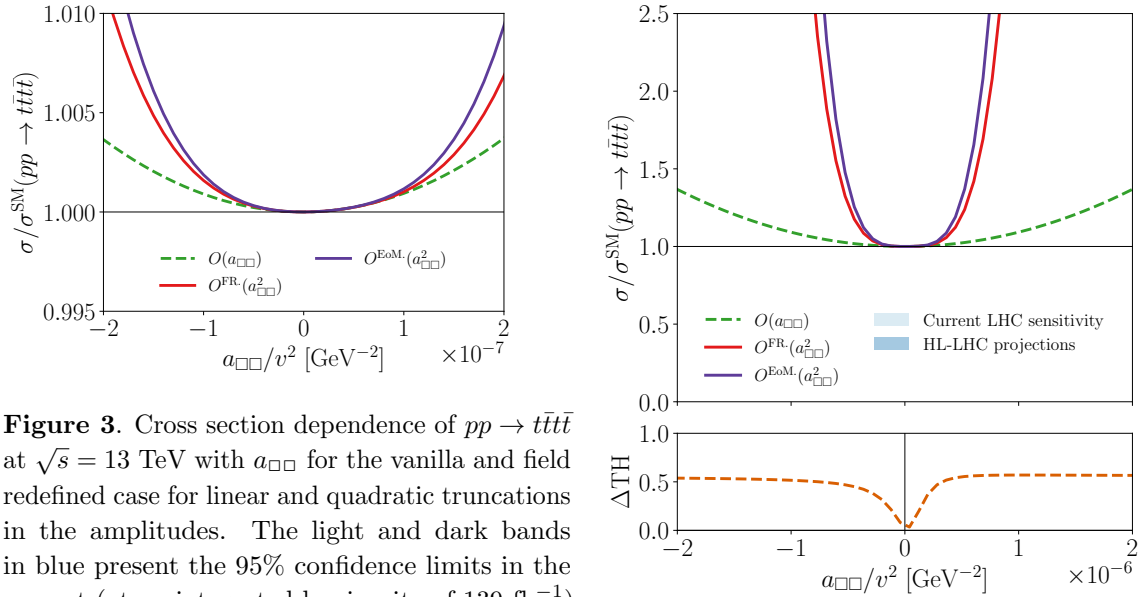 1.010
1.005
1.000
0.995
σ/σ^SM(pp → tt̄tt̄)
O(a□□)
O^FR.(a²□□)
O^EoM.(a²□□)
−2 −1 0 1 2
a□□/v² [GeV⁻²] ×10⁻⁷
Figure 3. Cross section dependence of pp → tt̄tt̄
at √s = 13 TeV with a□□ for the vanilla and field
redefined case for linear and quadratic truncations
in the amplitudes. The light and dark bands
in blue present the 95% confidence limits in the
2.5
2.0
1.5
1.0
0.5
0.0
σ/σ^SM(pp → tt̄tt̄)
O(a□□)
O^FR.(a²□□)
O^EoM.(a²□□)
Current LHC sensitivity
HL-LHC projections
1.0
0.5
0.0
ΔTH
−2 −1 0 1 2
a□□/v² [GeV⁻²] ×10⁻⁶